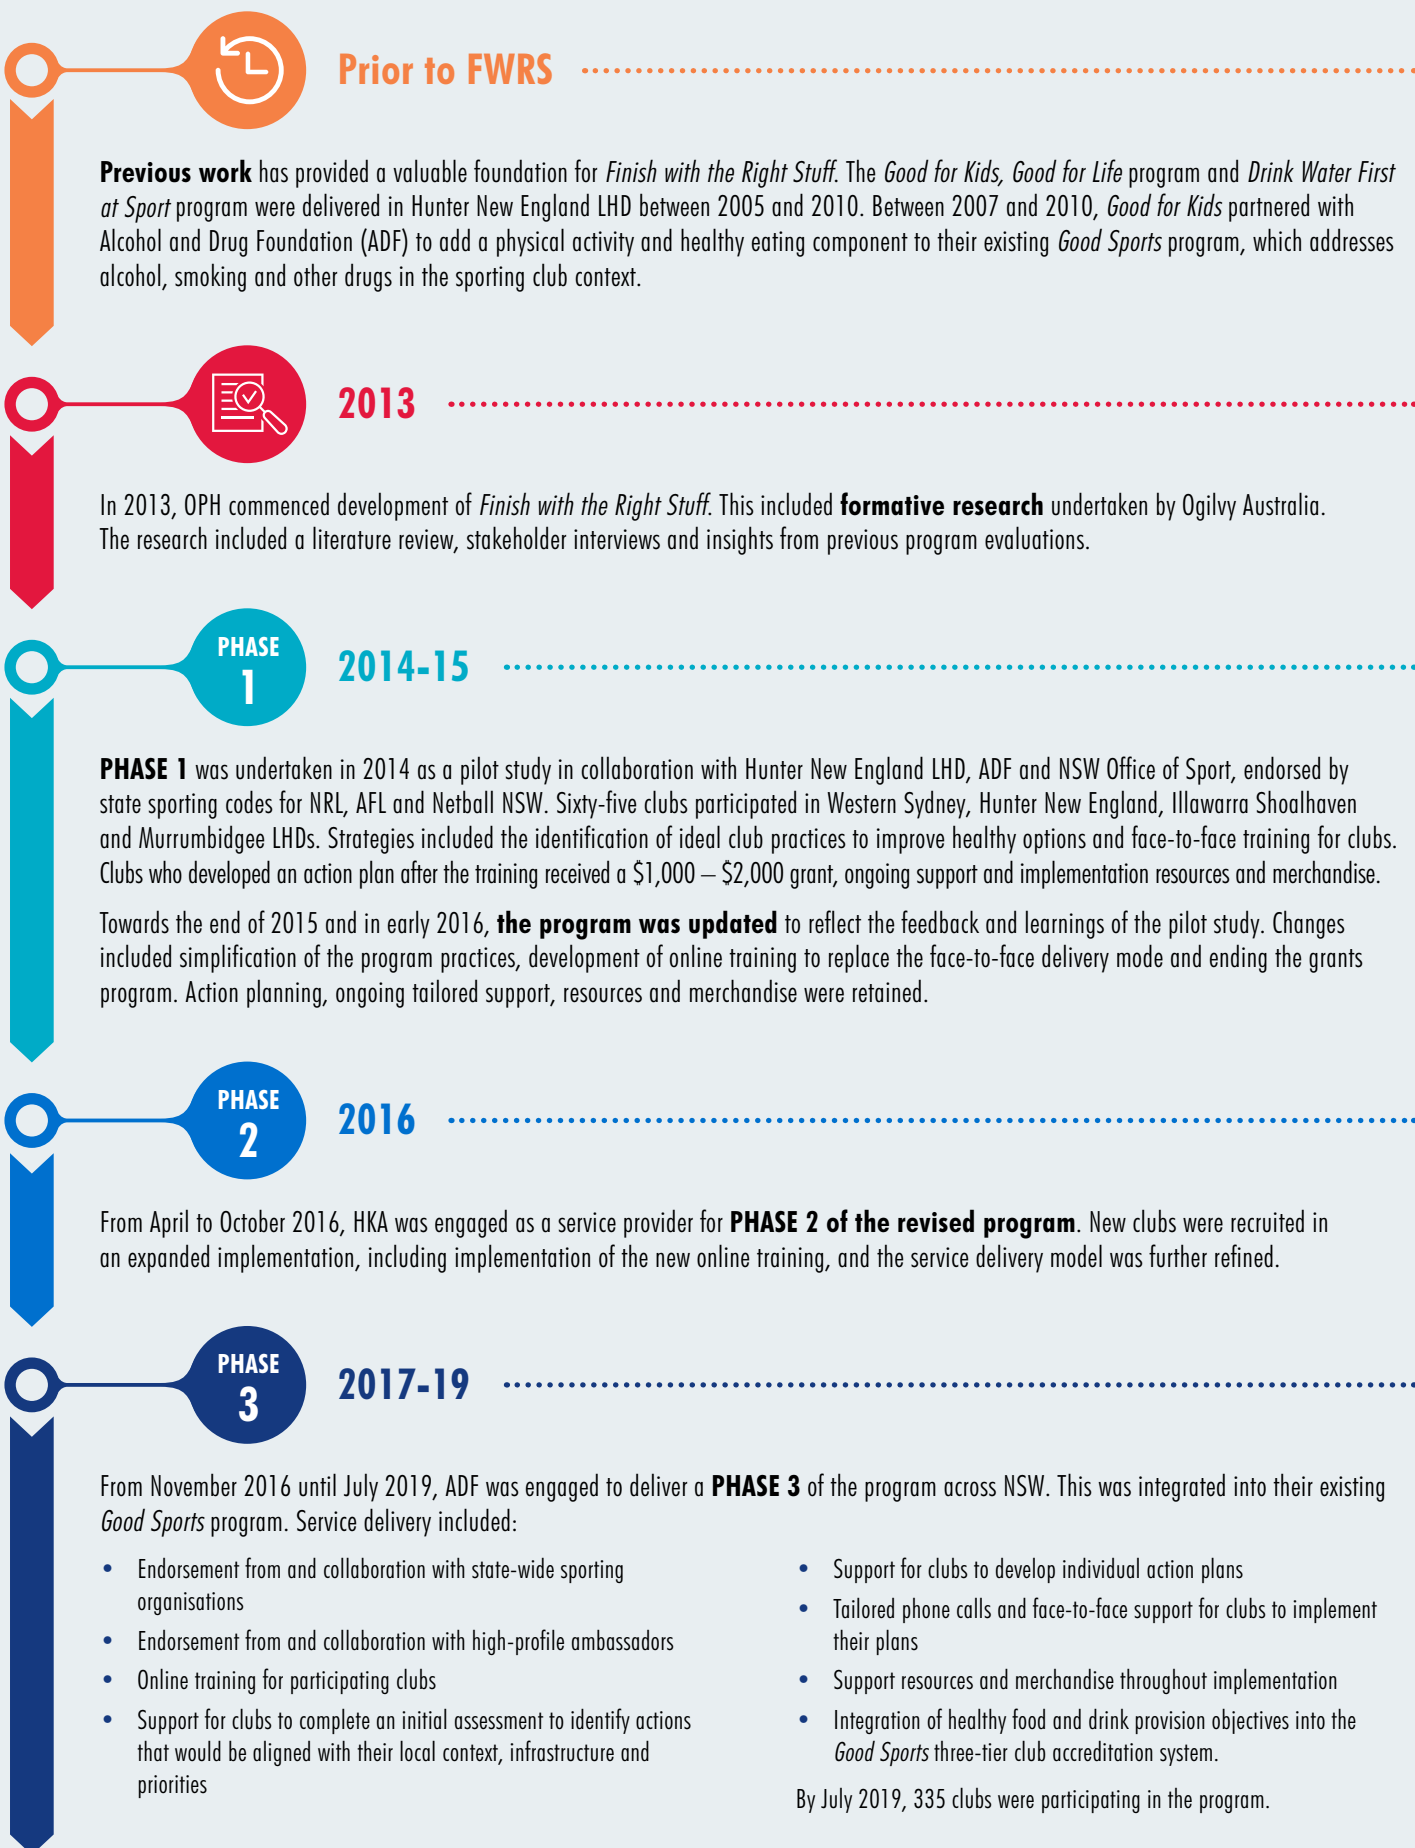 Prior to FWRS
Previous work has provided a valuable foundation for Finish with the Right Stuff. The Good for Kids, Good for Life program and Drink Water First
at Sport program were delivered in Hunter New England LHD between 2005 and 2010. Between 2007 and 2010, Good for Kids partnered with
Alcohol and Drug Foundation (ADF) to add a physical activity and healthy eating component to their existing Good Sports program, which addresses
alcohol, smoking and other drugs in the sporting club context.
2013
In 2013, OPH commenced development of Finish with the Right Stuff. This included formative research undertaken by Ogilvy Australia.
The research included a literature review, stakeholder interviews and insights from previous program evaluations.
PHASE
1
2014-15
PHASE 1 was undertaken in 2014 as a pilot study in collaboration with Hunter New England LHD, ADF and NSW Office of Sport, endorsed by
state sporting codes for NRL, AFL and Netball NSW. Sixty-five clubs participated in Western Sydney, Hunter New England, Illawarra Shoalhaven
and Murrumbidgee LHDs. Strategies included the identification of ideal club practices to improve healthy options and face-to-face training for clubs.
Clubs who developed an action plan after the training received a $1,000 – $2,000 grant, ongoing support and implementation resources and merchandise.
Towards the end of 2015 and in early 2016, the program was updated to reflect the feedback and learnings of the pilot study. Changes
included simplification of the program practices, development of online training to replace the face-to-face delivery mode and ending the grants
program. Action planning, ongoing tailored support, resources and merchandise were retained.
PHASE
2
2016
From April to October 2016, HKA was engaged as a service provider for PHASE 2 of the revised program. New clubs were recruited in
an expanded implementation, including implementation of the new online training, and the service delivery model was further refined.
PHASE
3
2017-19
From November 2016 until July 2019, ADF was engaged to deliver a PHASE 3 of the program across NSW. This was integrated into their existing
Good Sports program. Service delivery included:
• Endorsement from and collaboration with state-wide sporting
organisations
• Endorsement from and collaboration with high-profile ambassadors
• Online training for participating clubs
• Support for clubs to complete an initial assessment to identify actions
that would be aligned with their local context, infrastructure and
priorities
• Support for clubs to develop individual action plans
• Tailored phone calls and face-to-face support for clubs to implement
their plans
• Support resources and merchandise throughout implementation
• Integration of healthy food and drink provision objectives into the
Good Sports three-tier club accreditation system.
By July 2019, 335 clubs were participating in the program.